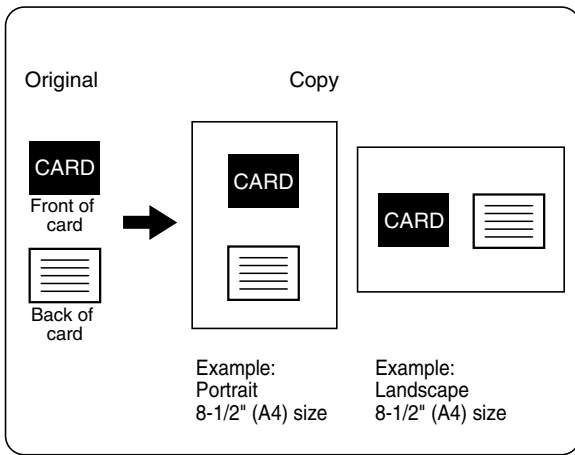 Original
Copy
CARD
Front of
card
Back of
card
CARD
CARD
Example:
Portrait
8-1/2" (A4) size
Example:
Landscape
8-1/2" (A4) size